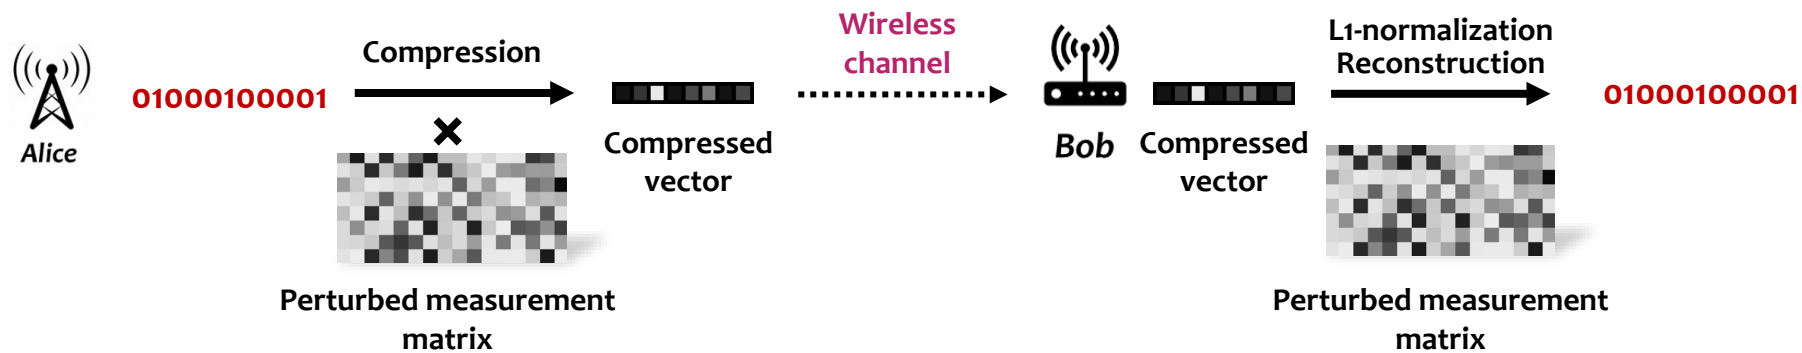 Alice
01000100001
Compression
Perturbed measurement
matrix
Compressed
vector
Wireless
channel
Bob
Compressed
vector
L1-normalization
Reconstruction
Perturbed measurement
matrix
01000100001